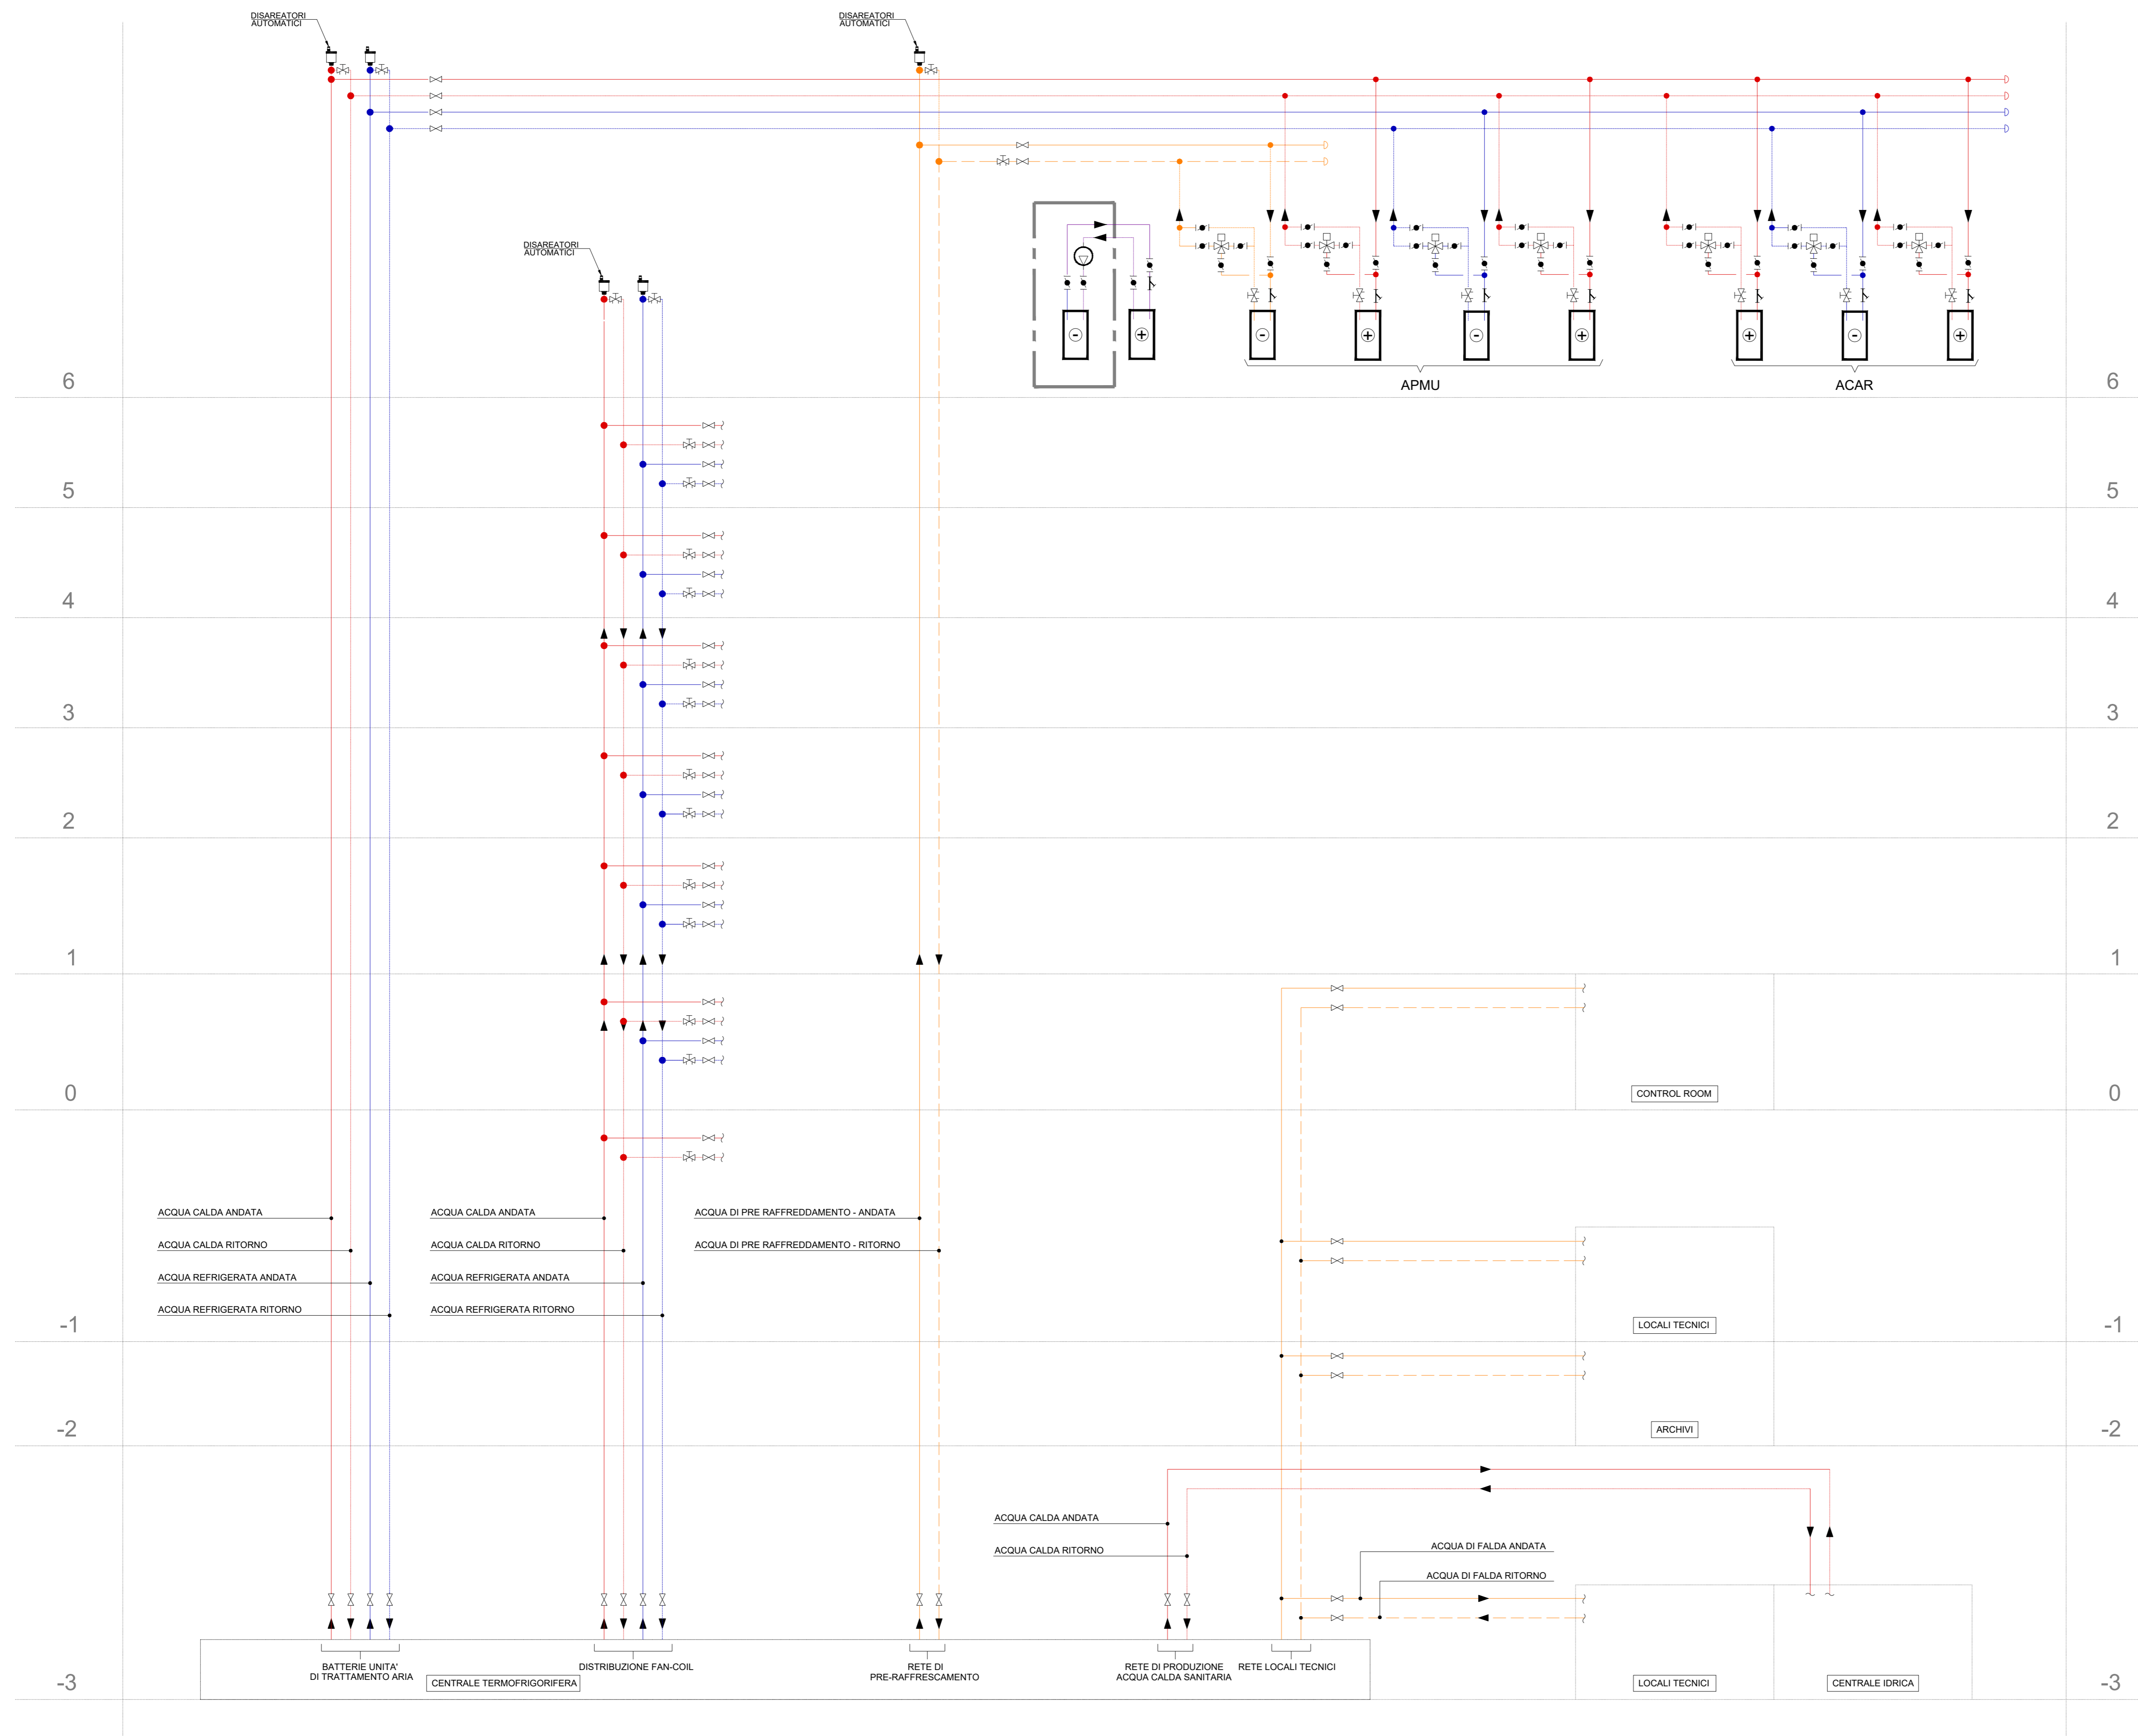 DISAREATORI
AUTOMATICI
DISAREATORI
AUTOMATICI
DISAREATORI
AUTOMATICI
- + - + - + + - +
APMU
ACAR
6 6
5 5
4 4
3 3
2 2
1 1
CONTROL ROOM
0 0
ACQUA CALDA ANDATA
ACQUA CALDA RITORNO
ACQUA REFRIGERATA ANDATA
ACQUA REFRIGERATA RITORNO
ACQUA CALDA ANDATA
ACQUA CALDA RITORNO
ACQUA REFRIGERATA ANDATA
ACQUA REFRIGERATA RITORNO
ACQUA DI PRE RAFFREDDAMENTO - ANDATA
ACQUA DI PRE RAFFREDDAMENTO - RITORNO
LOCALI TECNICI
-1 -1
ARCHIVI
-2 -2
ACQUA CALDA ANDATA
ACQUA CALDA RITORNO
ACQUA DI FALDA ANDATA
ACQUA DI FALDA RITORNO
BATTERIE UNITA'
DI TRATTAMENTO ARIA
CENTRALE TERMOFRIGORIFERA
DISTRIBUZIONE FAN-COIL
RETE DI
PRE-RAFFRESCAMENTO
RETE DI PRODUZIONE
ACQUA CALDA SANITARIA
RETE LOCALI TECNICI
LOCALI TECNICI
CENTRALE IDRICA
-3 -3